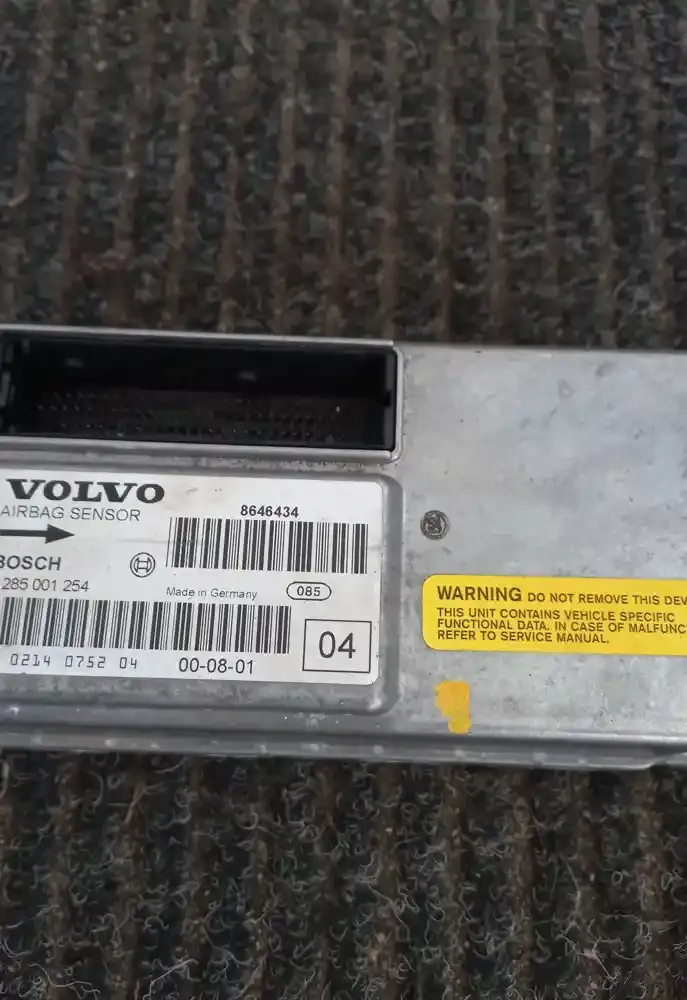 VOLVO
AIRBAG SENSOR
8646434
BOSCH
285 001 254
Made in Germany
085
04
0214 0752 04
00-08-01
WARNING DO NOT REMOVE THIS DEV
THIS UNIT CONTAINS VEHICLE SPECIFIC
FUNCTIONAL DATA. IN CASE OF MALFUNC
REFER TO SERVICE MANUAL.